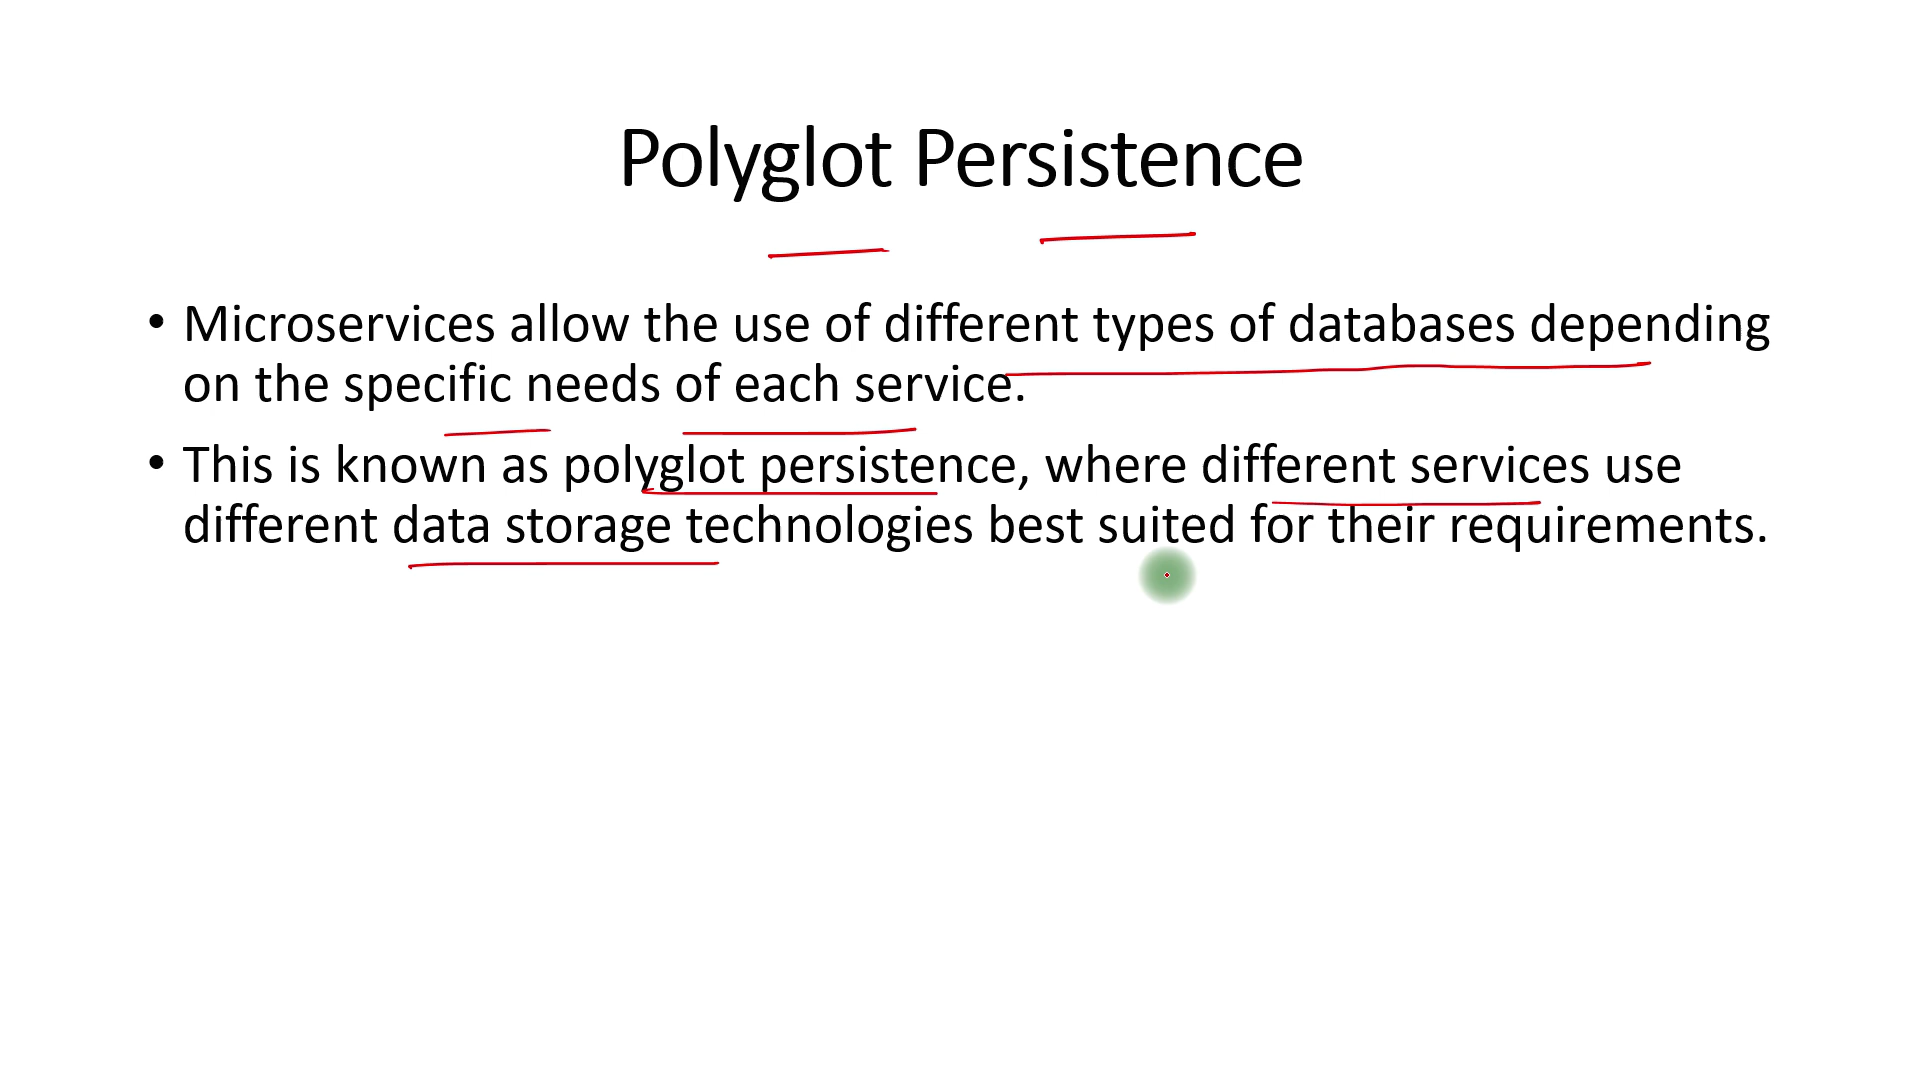 Polyglot Persistence
• Microservices allow the use of different types of databases depending
on the specific needs of each service.
• This is known as polyglot persistence, where different services use
different data storage technologies best suited for their requirements.